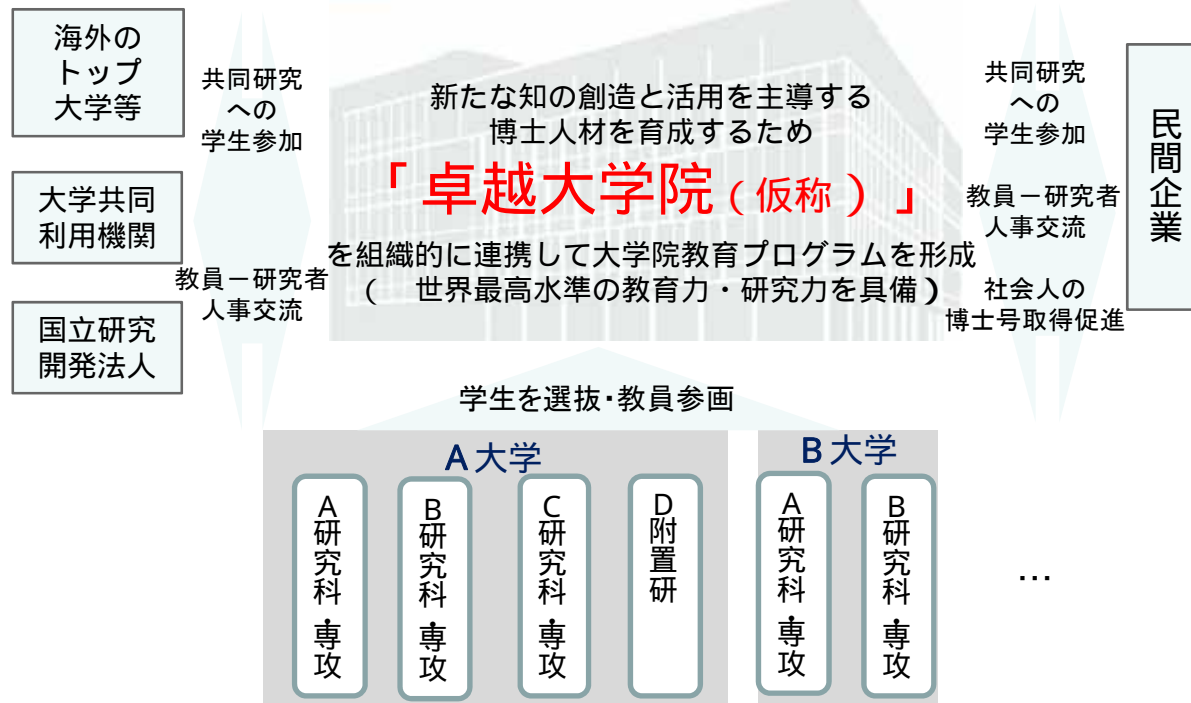 海外の
トップ
大学等
大学共同
利用機関
国立研究
開発法人
共同研究
への
学生参加
教員－研究者
人事交流
新たな知の創造と活用を主導する
博士人材を育成するため
「卓越大学院（仮称）」
を組織的に連携して大学院教育プログラムを形成
(　世界最高水準の教育力・研究力を具備)
共同研究
への
学生参加
教員－研究者
人事交流
社会人の
博士号取得促進
民間企業
学生を選抜・教員参画
A大学
A研究科・専攻
B研究科・専攻
C研究科・専攻
D附置研
B大学
A研究科・専攻
B研究科・専攻
…